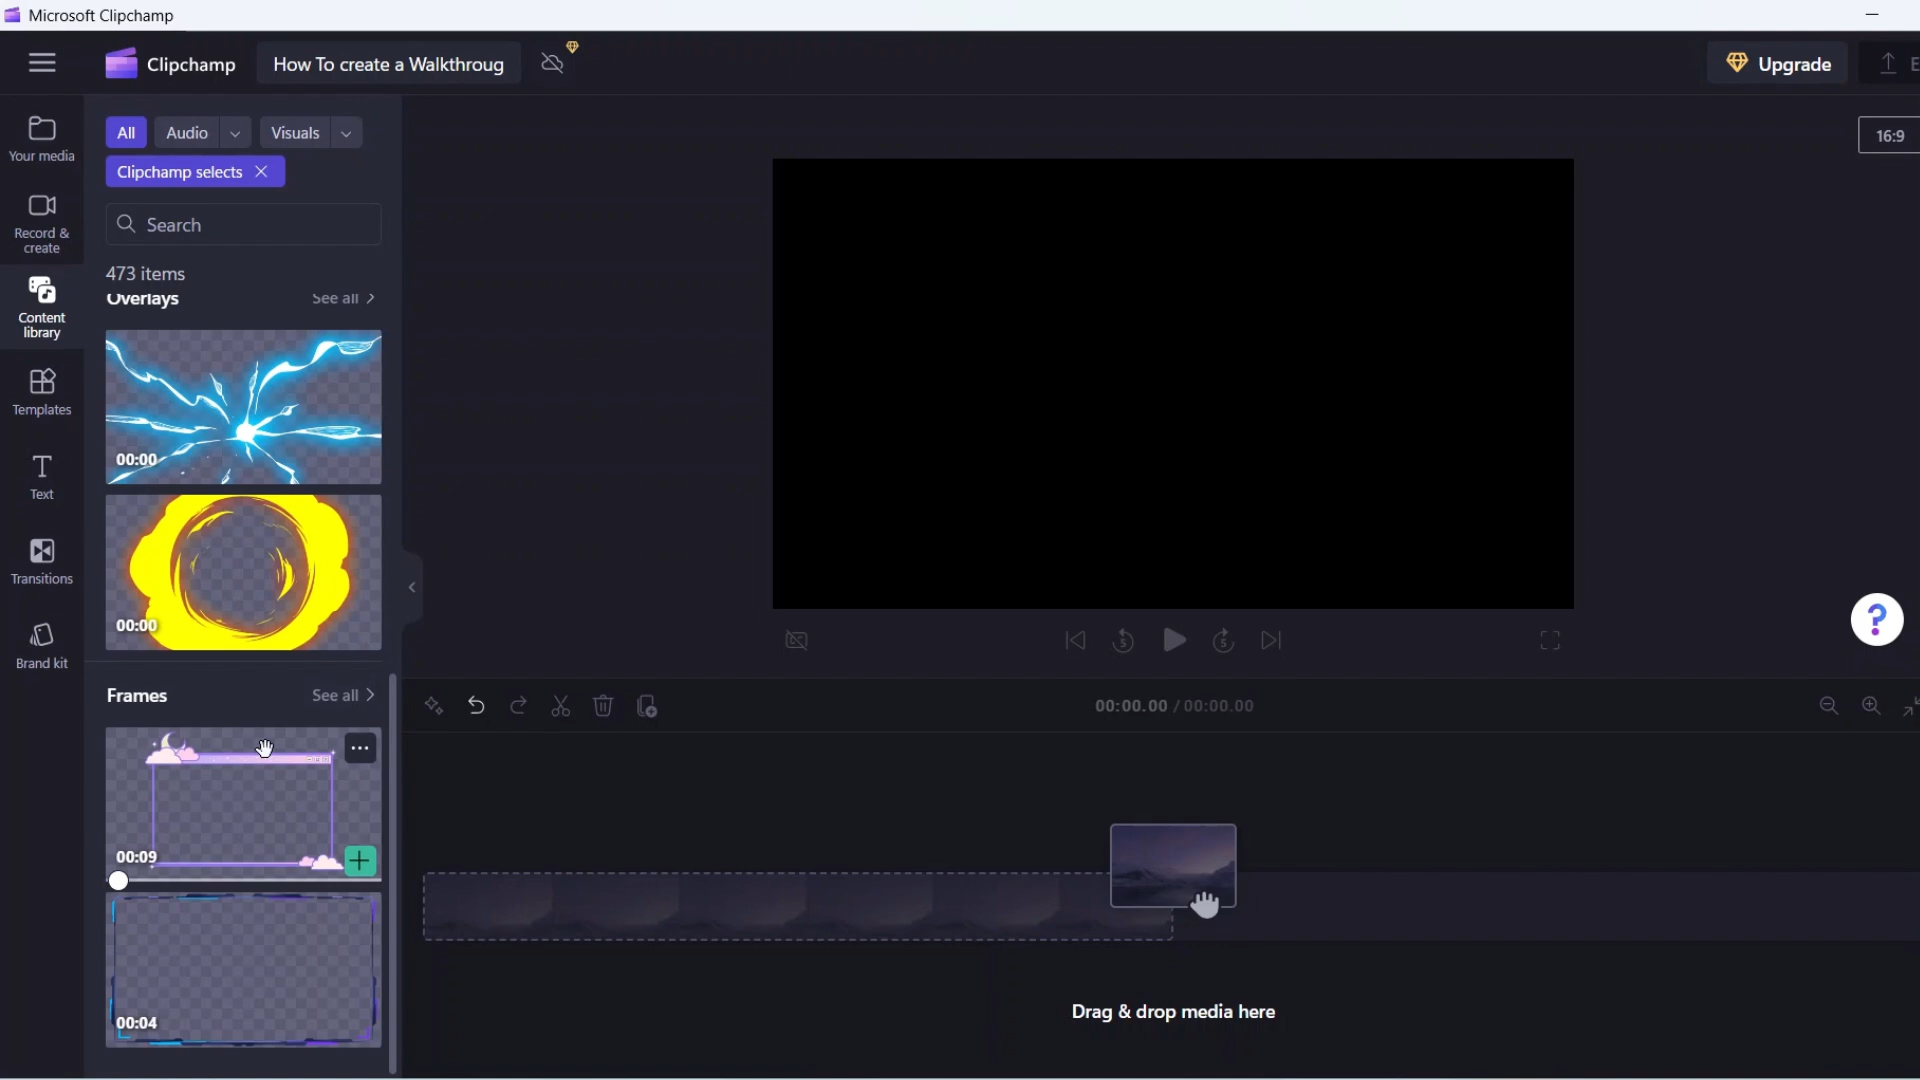 Microsoft Clipchamp
Clipchamp
How To create a Walkthroug
Upgrade
E
Your media
Record &
create
Content
library
Templates
Text
Transitions
Brand kit
All
Audio
Visuals
Clipchamp selects
Search
473 items
Overlays
See all
00:00
00:00
Frames
See all
00:09
00:04
16:9
5
5
?
00:00.00 / 00:00.00
Drag & drop media here